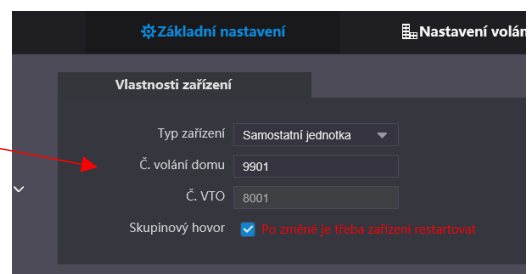 Základní nastavení
Nastavení volán
Vlastnosti zařízení
Typ zařízení Samostatní jednotka
Č. volání domu 9901
Č. VTO 8001
Skupinový hovor Po změně je třeba zařízení restartovat